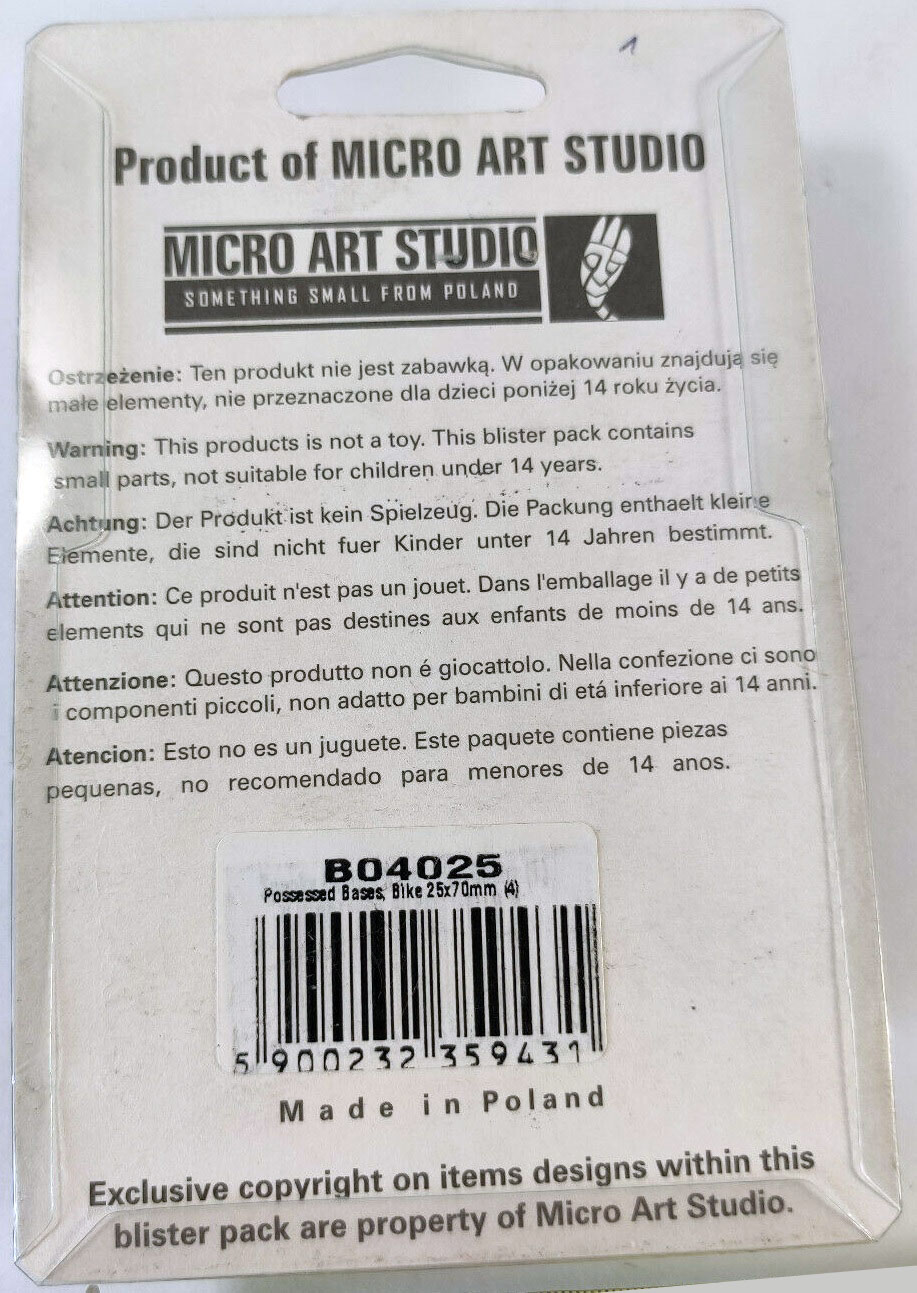 1
Product of MICRO ART STUDIO
MICRO ART STUDIO
SOMETHING SMALL FROM POLAND
Ostrzeżenie: Ten produkt nie jest zabawką. W opakowaniu znajdują się
małe elementy, nie przeznaczone dla dzieci poniżej 14 roku życia.
Warning: This products is not a toy. This blister pack contains
small parts, not suitable for children under 14 years.
Achtung: Der Produkt ist kein Spielzeug. Die Packung enthaelt kleine
Elemente, die sind nicht fuer Kinder unter 14 Jahren bestimmt.
Attention: Ce produit n'est pas un jouet. Dans l'emballage il y a de petits
elements qui ne sont pas destines aux enfants de moins de 14 ans.
Attenzione: Questo produtto non é giocattolo. Nella confezione ci sono
i componenti piccoli, non adatto per bambini di etá inferiore ai 14 anni.
Atencion: Esto no es un juguete. Este paquete contiene piezas
pequenas, no recomendado para menores de 14 anos.
B04025
Possessed Bases, Bike 25x70mm (4)
5 900232 359431
Made in Poland
Exclusive copyright on items designs within this
blister pack are property of Micro Art Studio.